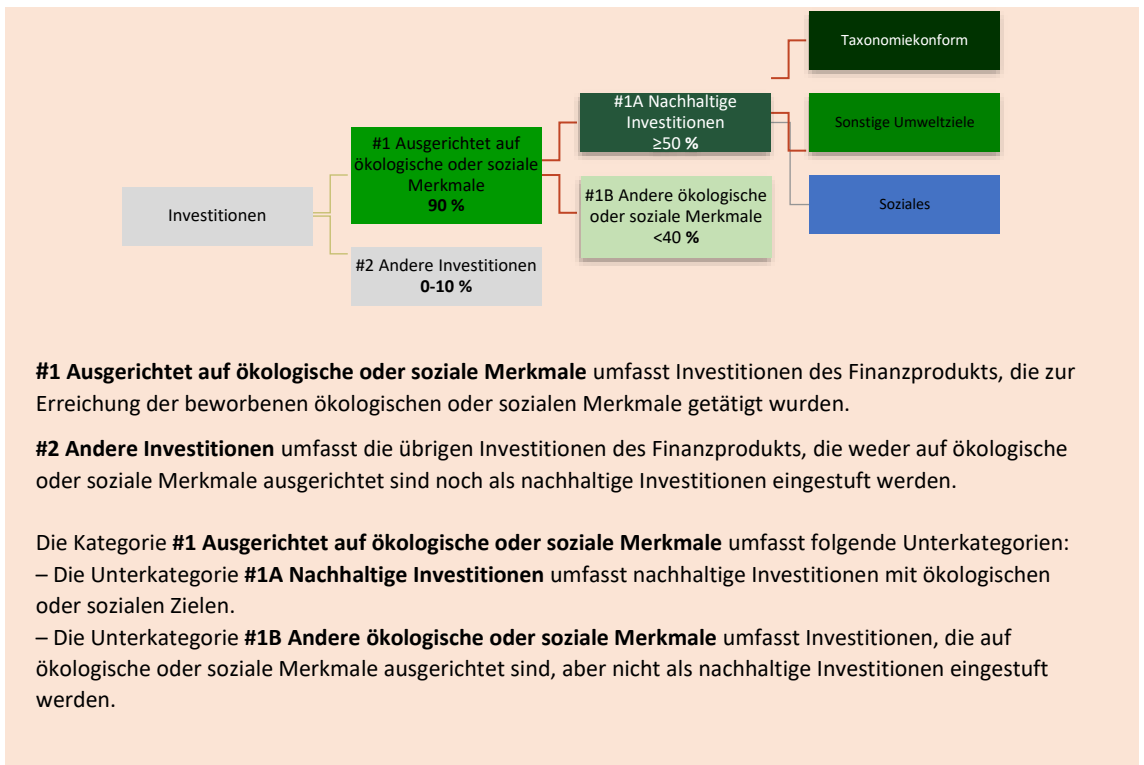 Taxonomiekonform
#1A Nachhaltige
Investitionen
≥50 %
Sonstige Umweltziele
#1 Ausgerichtet auf
ökologische oder soziale
Merkmale
90 %
#1B Andere ökologische
oder soziale Merkmale
<40 %
Soziales
Investitionen
#2 Andere Investitionen
0-10 %
#1 Ausgerichtet auf ökologische oder soziale Merkmale umfasst Investitionen des Finanzprodukts, die zur
Erreichung der beworbenen ökologischen oder sozialen Merkmale getätigt wurden.
#2 Andere Investitionen umfasst die übrigen Investitionen des Finanzprodukts, die weder auf ökologische
oder soziale Merkmale ausgerichtet sind noch als nachhaltige Investitionen eingestuft werden.
Die Kategorie #1 Ausgerichtet auf ökologische oder soziale Merkmale umfasst folgende Unterkategorien:
– Die Unterkategorie #1A Nachhaltige Investitionen umfasst nachhaltige Investitionen mit ökologischen
oder sozialen Zielen.
– Die Unterkategorie #1B Andere ökologische oder soziale Merkmale umfasst Investitionen, die auf
ökologische oder soziale Merkmale ausgerichtet sind, aber nicht als nachhaltige Investitionen eingestuft
werden.